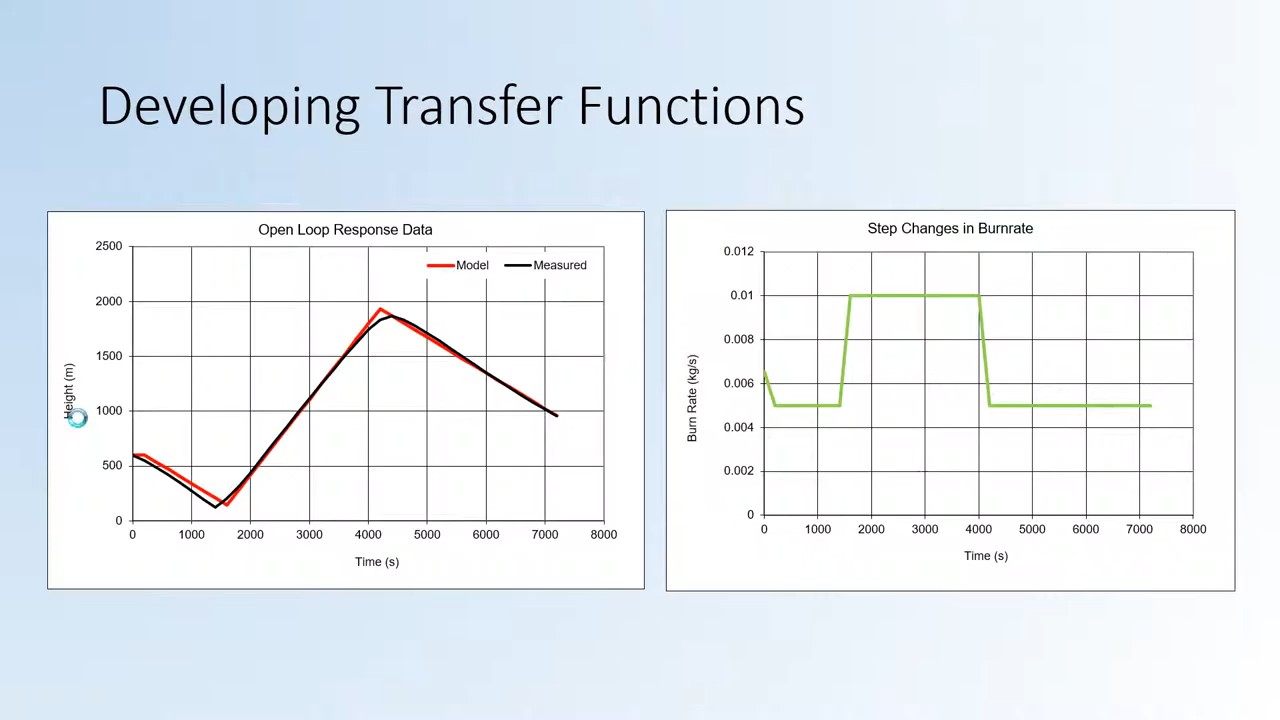 Developing Transfer Functions
Open Loop Response Data
2500
2000
1500
1000
500
0
Model
Measured
Height (m)
0 1000 2000 3000 4000 5000 6000 7000 8000
Time (s)
Step Changes in Burnrate
0.012
0.01
0.008
0.006
0.004
0.002
0
Burn Rate (kg/s)
0 1000 2000 3000 4000 5000 6000 7000 8000
Time (s)